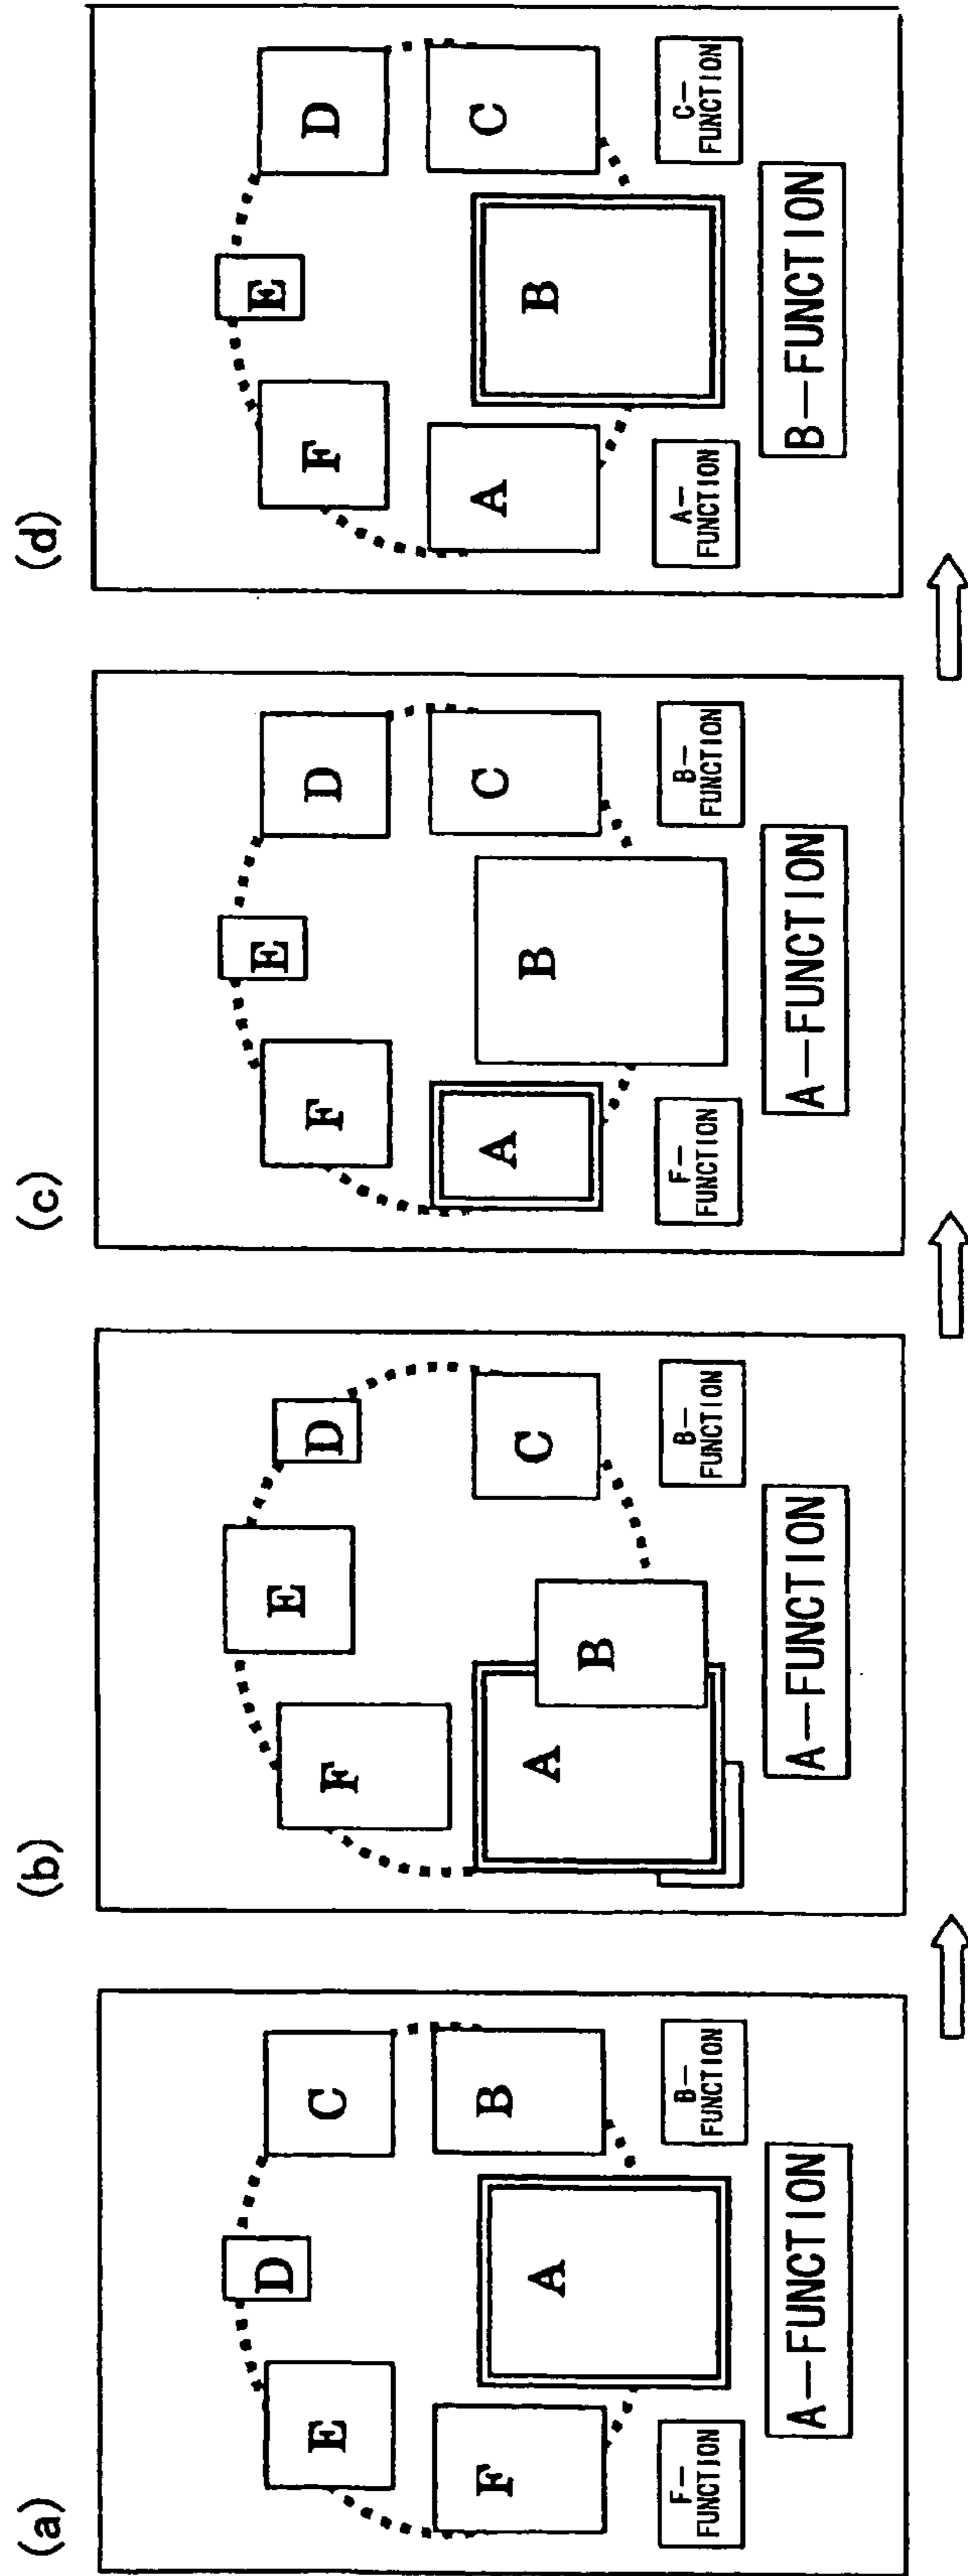 (a)
D
E
C
F
B
A
F-
FUNCTION
B-
FUNCTION
A-FUNCTION
(b)
E
D
F
C
A
B
B-
FUNCTION
A-FUNCTION
(c)
E
F
D
A
C
B
F-
FUNCTION
B-
FUNCTION
A-FUNCTION
(d)
E
F
D
A
C
B
A-
FUNCTION
C-
FUNCTION
B-FUNCTION